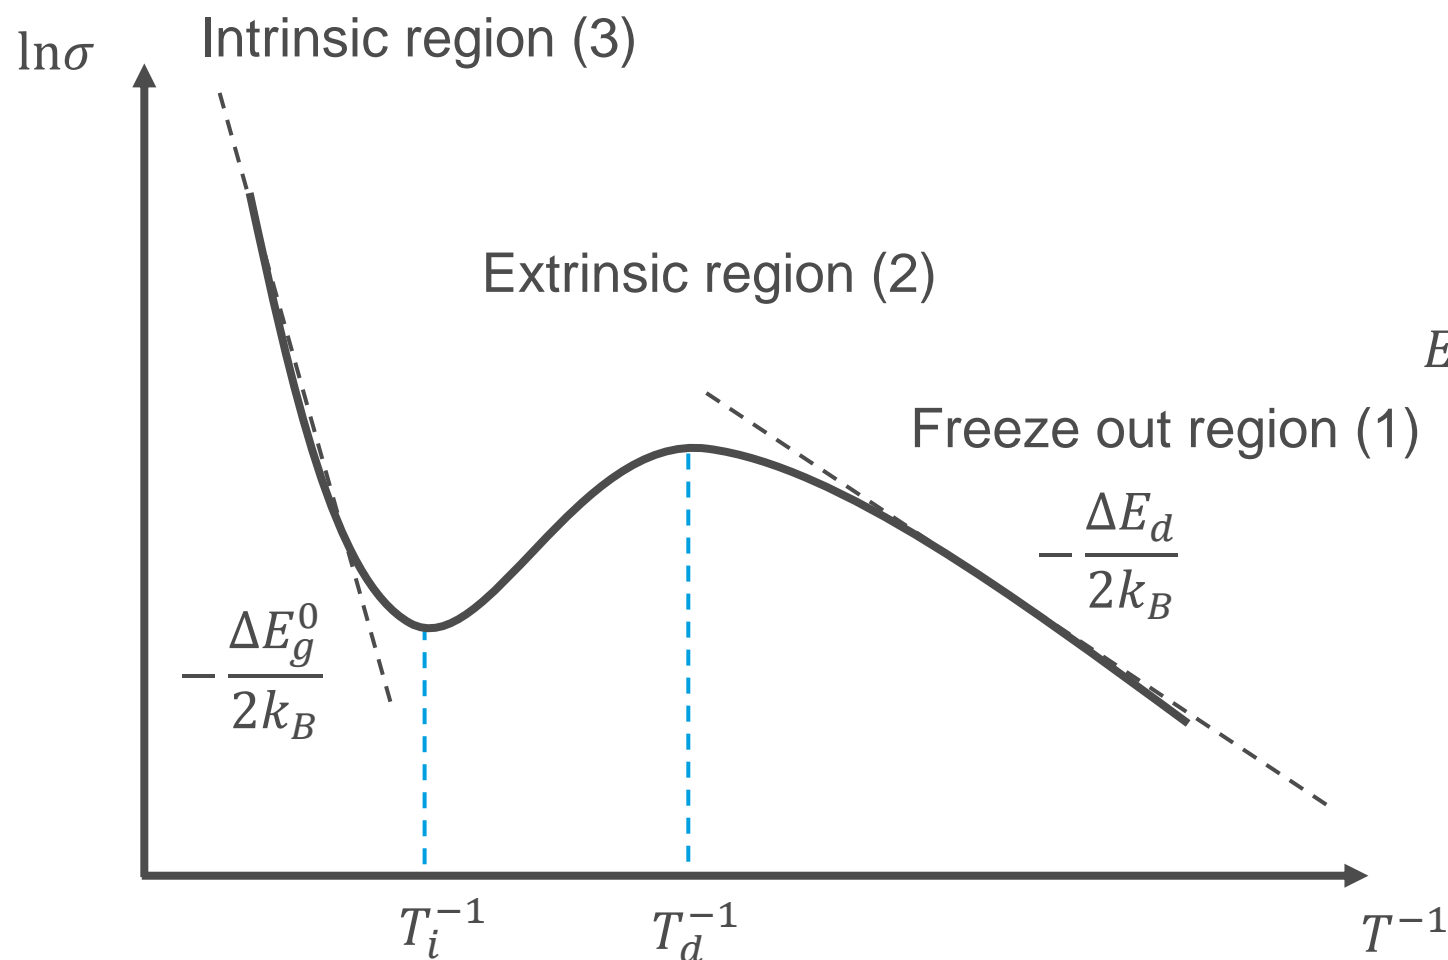 Intrinsic region (3)
lnσ
Extrinsic region (2)
E
Freeze out region (1)
− ΔE_d / 2k_B
− ΔE_g^0 / 2k_B
T_i^−1
T_d^−1
T^−1